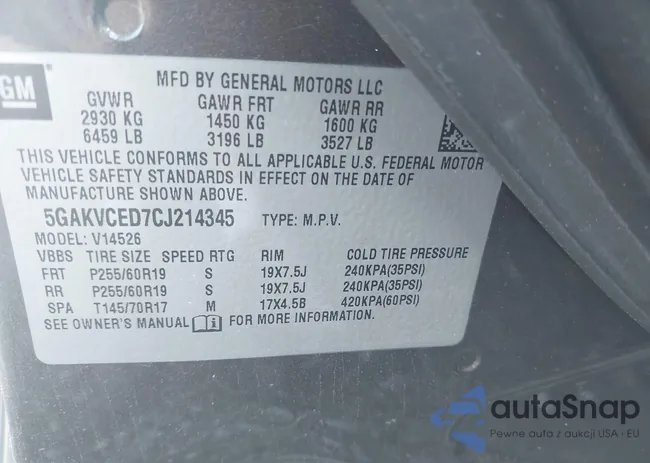 GM
MFD BY GENERAL MOTORS LLC
GVWR GAWR FRT GAWR RR
2930 KG 1450 KG 1600 KG
6459 LB 3196 LB 3527 LB
THIS VEHICLE CONFORMS TO ALL APPLICABLE U.S. FEDERAL MOTOR
VEHICLE SAFETY STANDARDS IN EFFECT ON THE DATE OF
MANUFACTURE SHOWN ABOVE.
5GAKVCED7CJ214345 TYPE: M.P.V.
MODEL: V14526
VBBS TIRE SIZE SPEED RTG RIM COLD TIRE PRESSURE
FRT P255/60R19 S 19X7.5J 240KPA(35PSI)
RR P255/60R19 S 19X7.5J 240KPA(35PSI)
SPA T145/70R17 M 17X4.5B 420KPA(60PSI)
SEE OWNER'S MANUAL FOR MORE INFORMATION.
autoSnap
Pewne auta z aukcji USA i EU